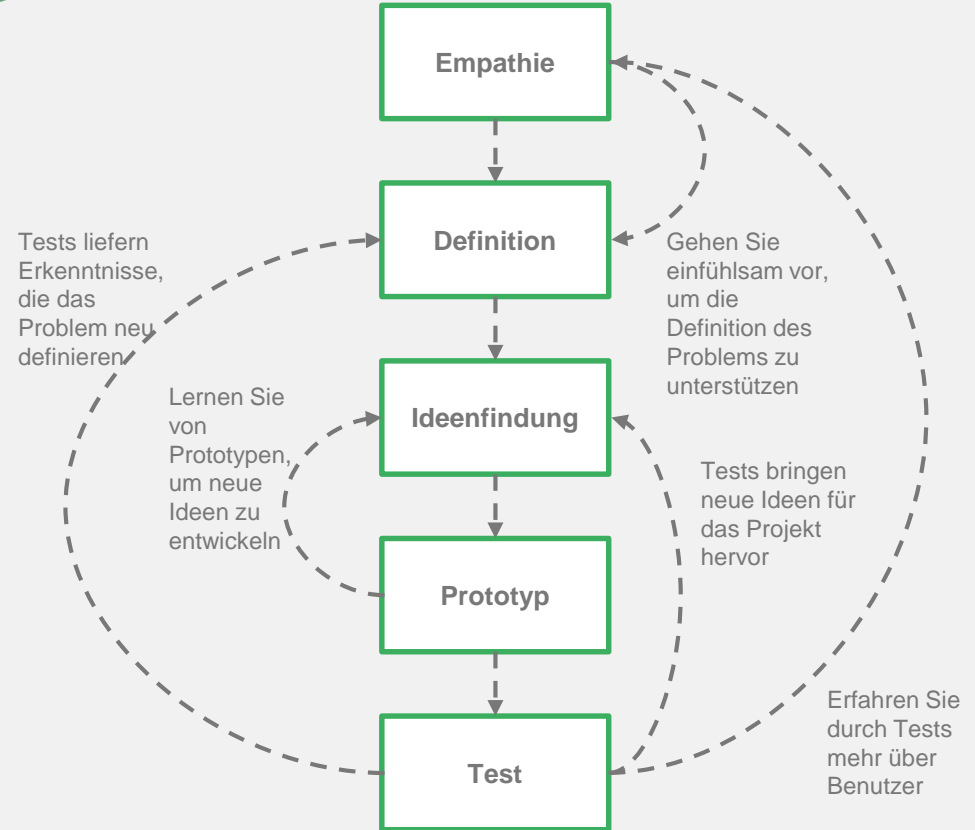 Empathie
Definition
Tests liefern
Erkenntnisse,
die das
Problem neu
definieren
Gehen Sie
einfühlsam vor,
um die
Definition des
Problems zu
unterstützen
Ideenfindung
Lernen Sie
von
Prototypen,
um neue
Ideen zu
entwickeln
Tests bringen
neue Ideen für
das Projekt
hervor
Prototyp
Test
Erfahren Sie
durch Tests
mehr über
Benutzer